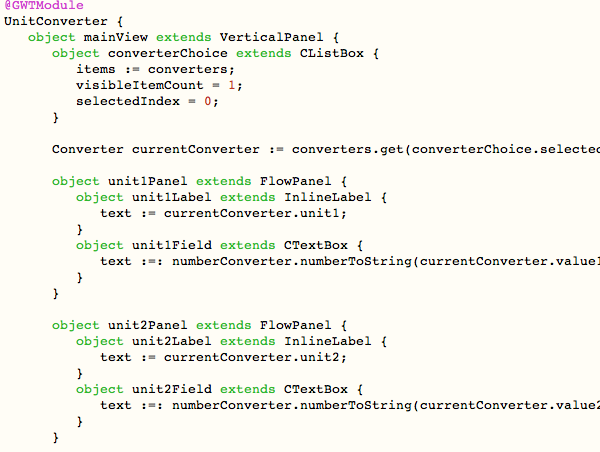 @GWTModule
UnitConverter {
object mainView extends VerticalPanel {
object converterChoice extends CListBox {
items := converters;
visibleItemCount = 1;
selectedIndex = 0;
}
Converter currentConverter := converters.get(converterChoice.selected
object unit1Panel extends FlowPanel {
object unit1Label extends InlineLabel {
text := currentConverter.unit1;
}
object unit1Field extends CTextBox {
text :=: numberConverter.numberToString(currentConverter.value1
}
}
object unit2Panel extends FlowPanel {
object unit2Label extends InlineLabel {
text := currentConverter.unit2;
}
object unit2Field extends CTextBox {
text :=: numberConverter.numberToString(currentConverter.value2
}
}